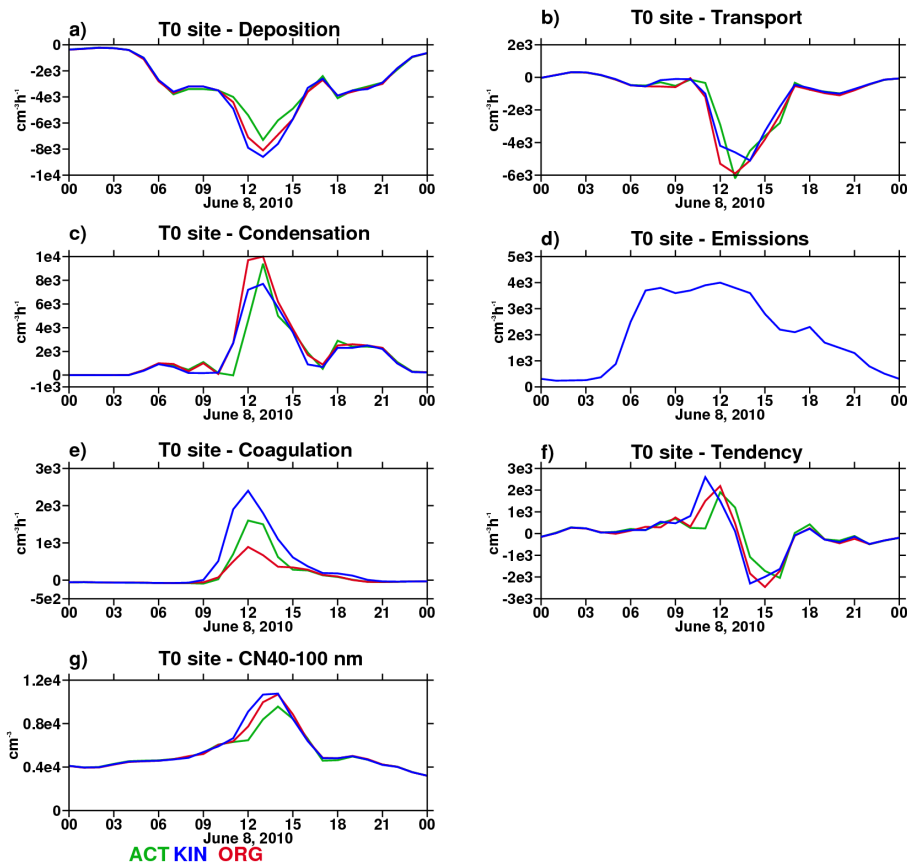 a) T0 site - Deposition
0
-2e3
-4e3
-6e3
-8e3
-1e4
cm⁻³h⁻¹
00 03 06 09 12 15 18 21 00
June 8, 2010
b) T0 site - Transport
2e3
0
-2e3
-4e3
-6e3
cm⁻³h⁻¹
00 03 06 09 12 15 18 21 00
June 8, 2010
c) T0 site - Condensation
1e4
8e3
6e3
4e3
2e3
0
-1e3
cm⁻³h⁻¹
00 03 06 09 12 15 18 21 00
June 8, 2010
d) T0 site - Emissions
5e3
4e3
3e3
2e3
1e3
0
cm⁻³h⁻¹
00 03 06 09 12 15 18 21 00
June 8, 2010
e) T0 site - Coagulation
3e3
2e3
1e3
0
-5e2
cm⁻³h⁻¹
00 03 06 09 12 15 18 21 00
June 8, 2010
f) T0 site - Tendency
3e3
2e3
1e3
0
-1e3
-2e3
-3e3
cm⁻³h⁻¹
00 03 06 09 12 15 18 21 00
June 8, 2010
g) T0 site - CN40-100 nm
1.2e4
0.8e4
0.4e4
0
cm⁻³
00 03 06 09 12 15 18 21 00
June 8, 2010
ACT KIN ORG